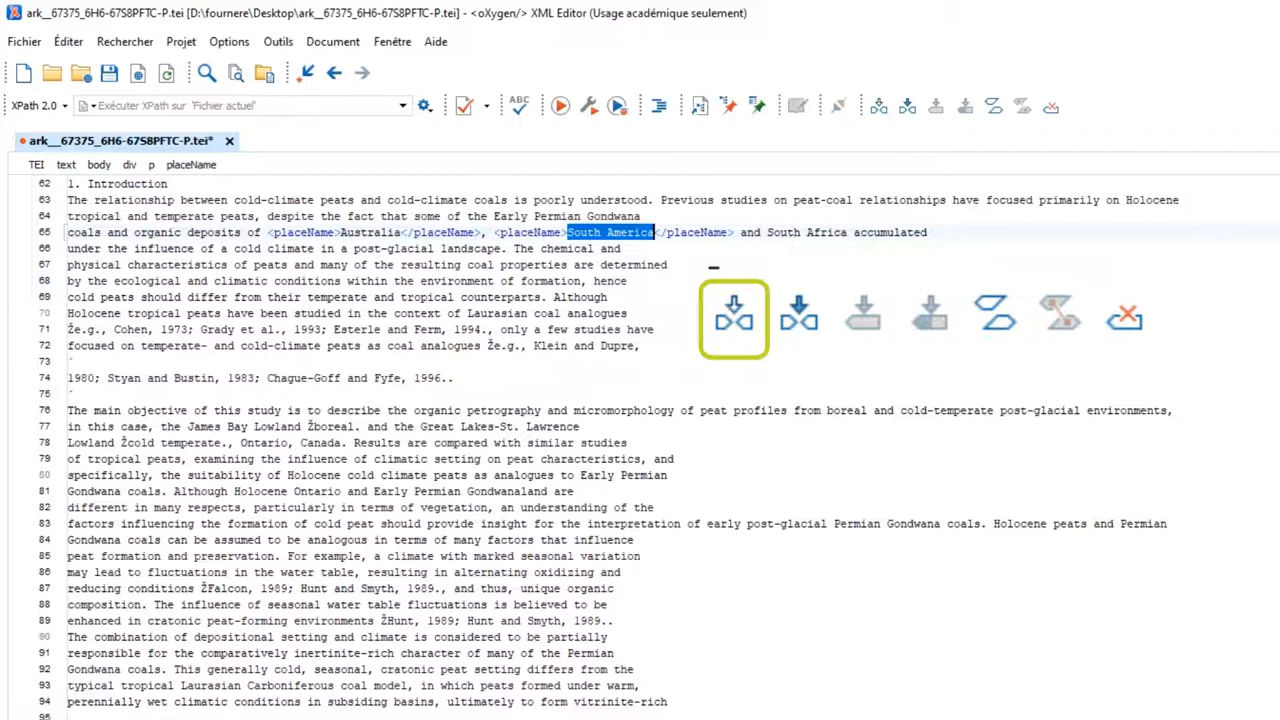 ark__67375_6H6-67S8PFTC-P.tei [D:\fournere\Desktop\ark__67375_6H6-67S8PFTC-P.tei] - <oXygen/> XML Editor (Usage académique seulement)
Fichier Éditer Rechercher Projet Options Outils Document Fenêtre Aide
XPath 2.0 Exécuter XPath sur 'Fichier actuel' ABC
ark__67375_6H6-67S8PFTC-P.tei* X
TEI text body div p placeName
62 1. Introduction
63 The relationship between cold-climate peats and cold-climate coals is poorly understood. Previous studies on peat-coal relationships have focused primarily on Holocene
64 tropical and temperate peats, despite the fact that some of the Early Permian Gondwana
65 coals and organic deposits of <placeName>Australia</placeName>, <placeName>South America</placeName> and South Africa accumulated
66 under the influence of a cold climate in a post-glacial landscape. The chemical and
67 physical characteristics of peats and many of the resulting coal properties are determined
68 by the ecological and climatic conditions within the environment of formation, hence
69 cold peats should differ from their temperate and tropical counterparts. Although
70 Holocene tropical peats have been studied in the context of Laurasian coal analogues
71 Že.g., Cohen, 1973; Grady et al., 1993; Esterle and Ferm, 1994., only a few studies have
72 focused on temperate- and cold-climate peats as coal analogues Že.g., Klein and Dupre,
73 ´
74 1980; Styan and Bustin, 1983; Chague-Goff and Fyfe, 1996..
75 ´
76 The main objective of this study is to describe the organic petrography and micromorphology of peat profiles from boreal and cold-temperate post-glacial environments,
77 in this case, the James Bay Lowland Žboreal. and the Great Lakes-St. Lawrence
78 Lowland Žcold temperate., Ontario, Canada. Results are compared with similar studies
79 of tropical peats, examining the influence of climatic setting on peat characteristics, and
80 specifically, the suitability of Holocene cold climate peats as analogues to Early Permian
81 Gondwana coals. Although Holocene Ontario and Early Permian Gondwanaland are
82 different in many respects, particularly in terms of vegetation, an understanding of the
83 factors influencing the formation of cold peat should provide insight for the interpretation of early post-glacial Permian Gondwana coals. Holocene peats and Permian
84 Gondwana coals can be assumed to be analogous in terms of many factors that influence
85 peat formation and preservation. For example, a climate with marked seasonal variation
86 may lead to fluctuations in the water table, resulting in alternating oxidizing and
87 reducing conditions ŽFalcon, 1989; Hunt and Smyth, 1989., and thus, unique organic
88 composition. The influence of seasonal water table fluctuations is believed to be
89 enhanced in cratonic peat-forming environments ŽHunt, 1989; Hunt and Smyth, 1989..
90 The combination of depositional setting and climate is considered to be partially
91 responsible for the comparatively inertinite-rich character of many of the Permian
92 Gondwana coals. This generally cold, seasonal, cratonic peat setting differs from the
93 typical tropical Laurasian Carboniferous coal model, in which peats formed under warm,
94 perennially wet climatic conditions in subsiding basins, ultimately to form vitrinite-rich
95